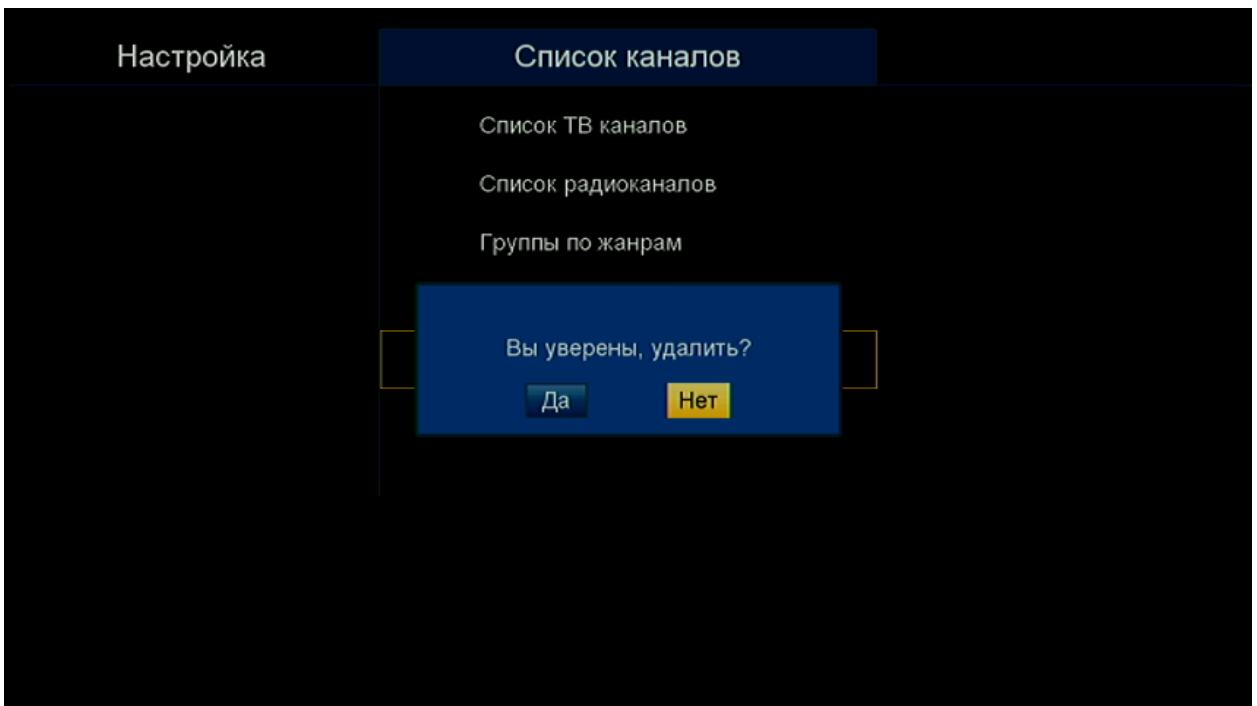 Настройка
Список каналов
Список ТВ каналов
Список радиоканалов
Группы по жанрам
Вы уверены, удалить?
Да
Нет